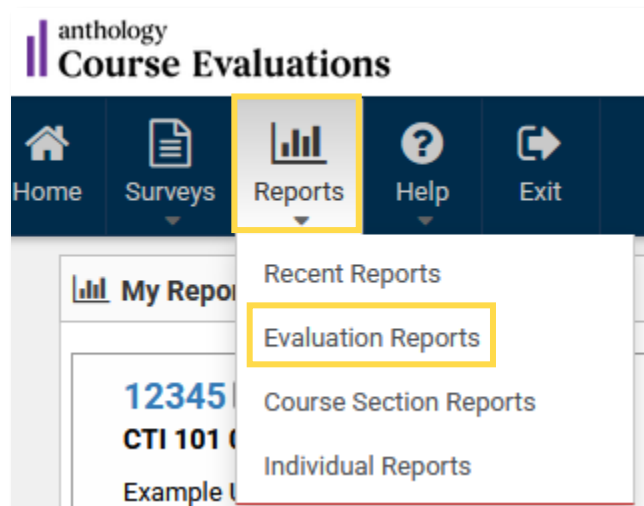 anthology
Course Evaluations
Home Surveys Reports Help Exit
My Repo
Recent Reports
Evaluation Reports
Course Section Reports
Individual Reports
12345
CTI 101
Example